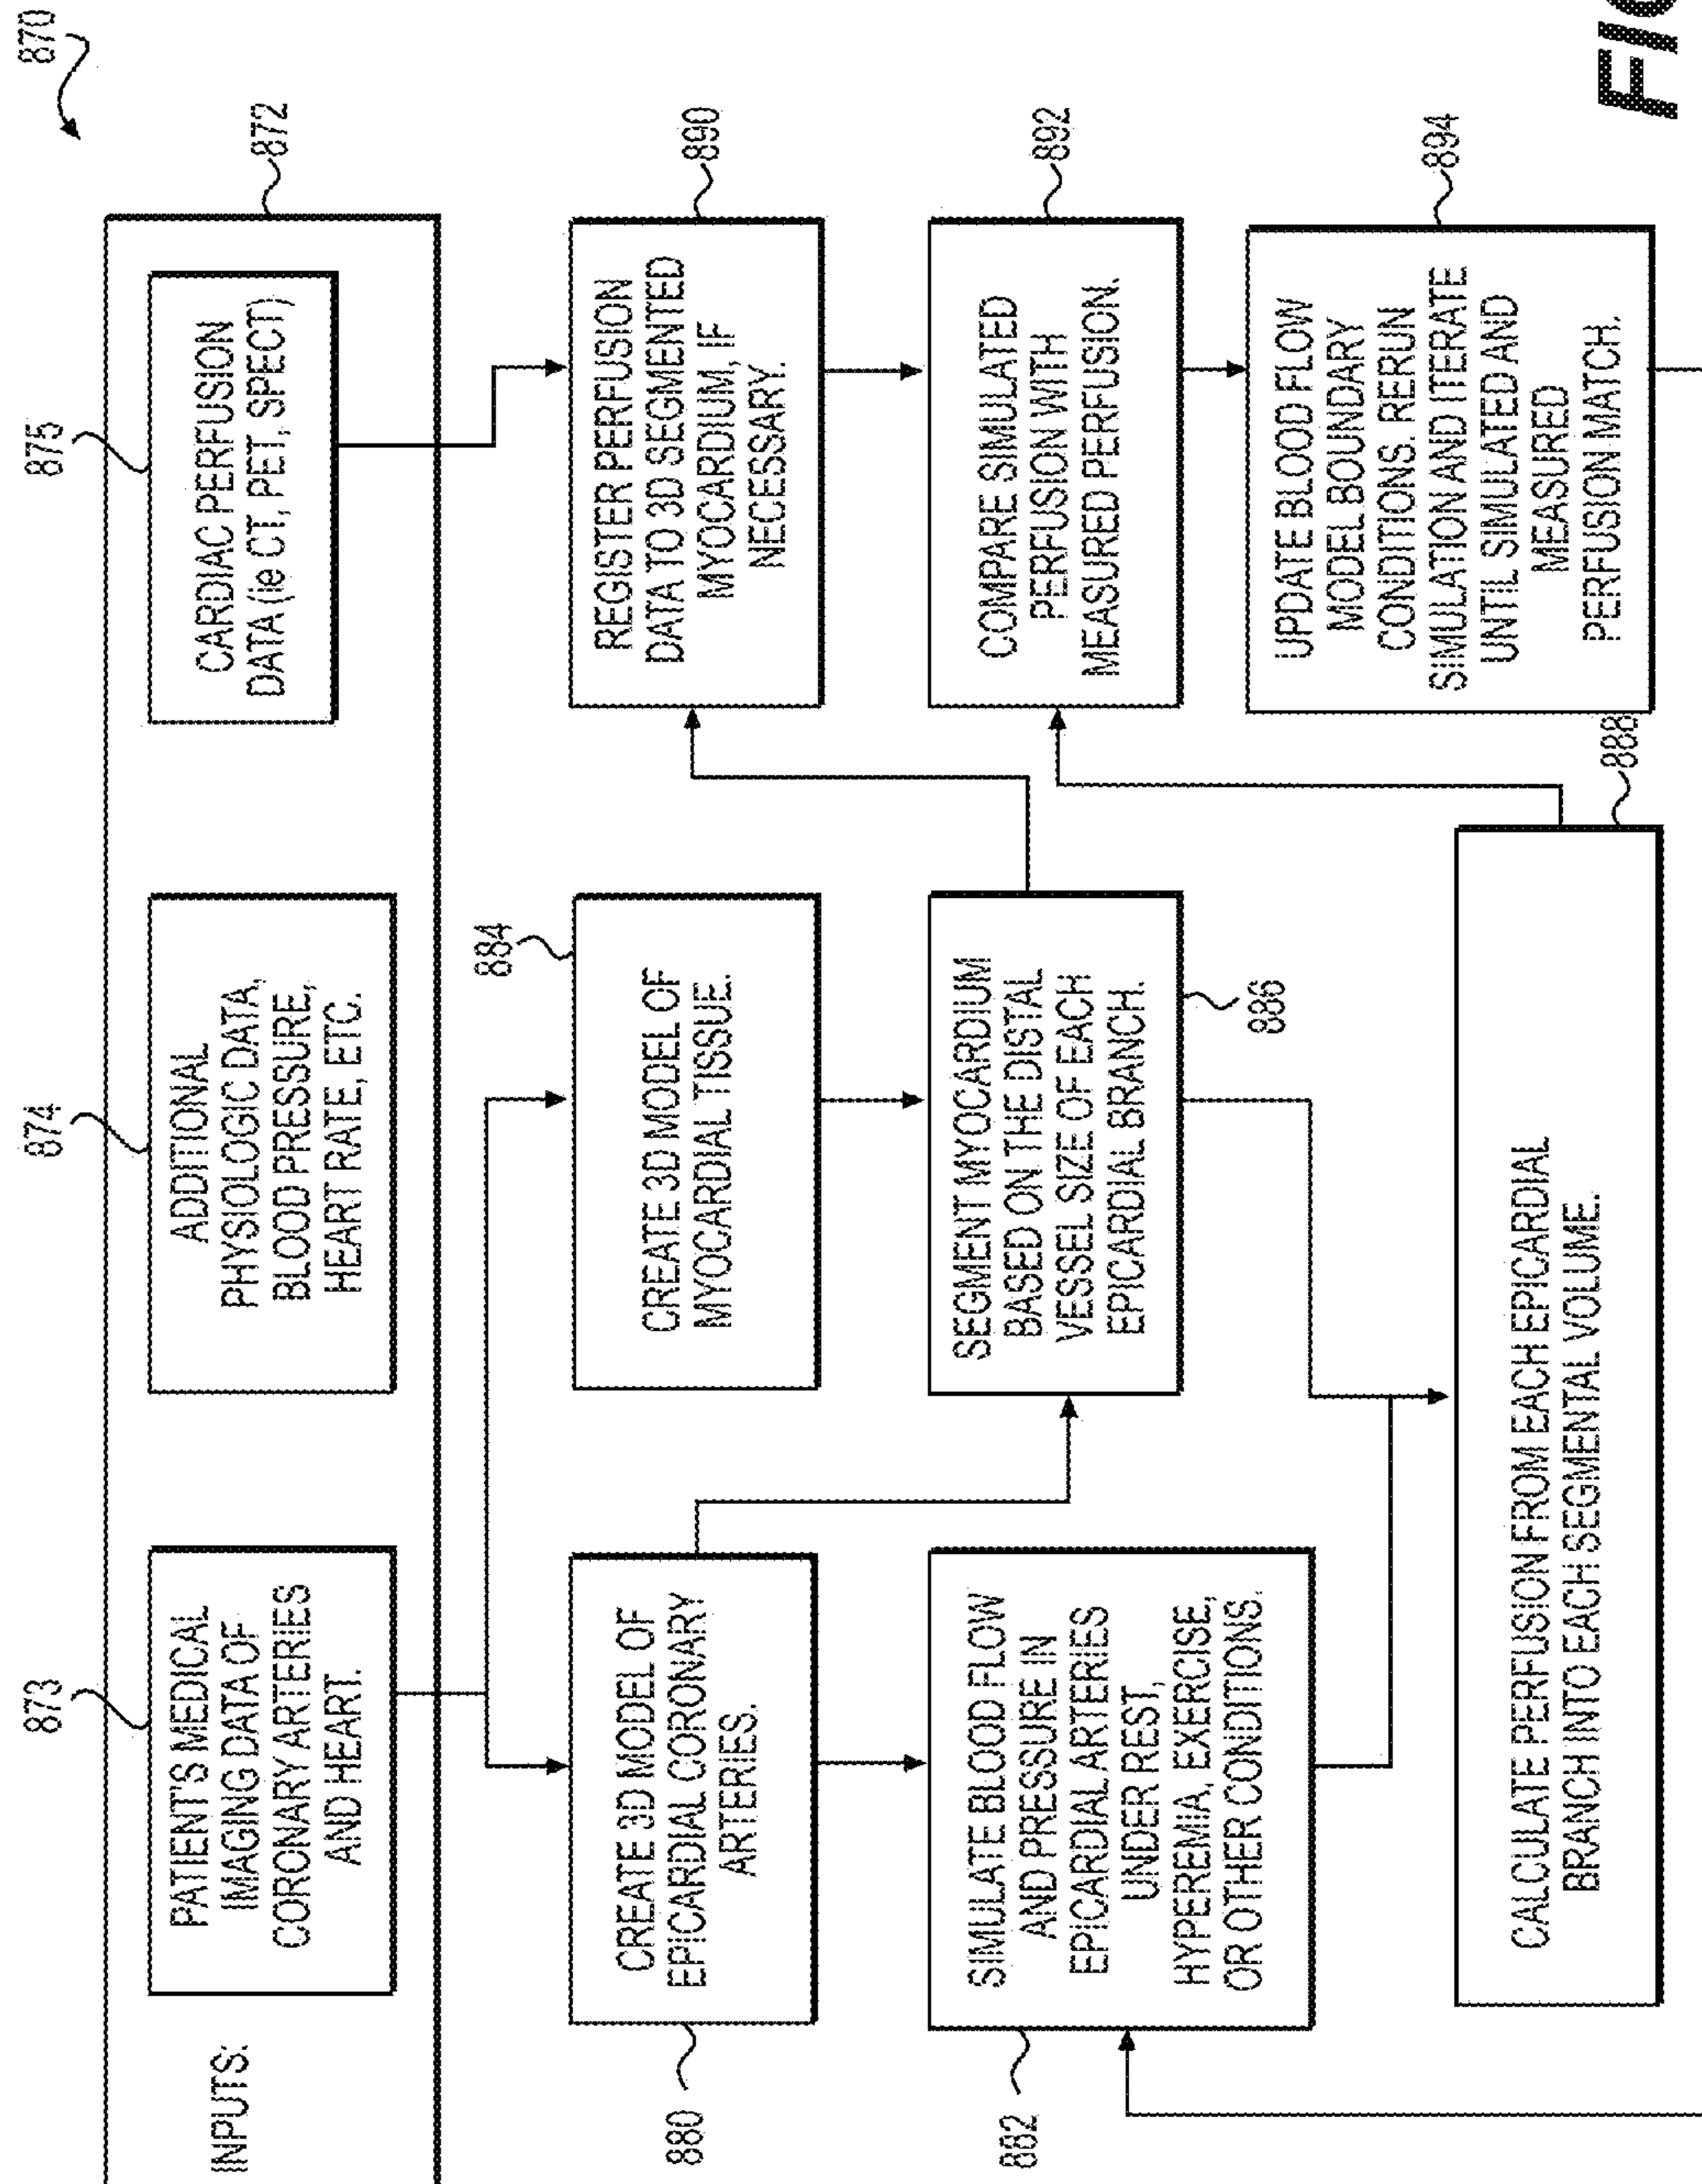 870
872
INPUTS:
873
PATIENT'S MEDICAL
IMAGING DATA OF
CORONARY ARTERIES
AND HEART.
874
ADDITIONAL
PHYSIOLOGIC DATA,
BLOOD PRESSURE,
HEART RATE, ETC.
875
CARDIAC PERFUSION
DATA (ie CT, PET, SPECT)
880
CREATE 3D MODEL OF
EPICARDIAL CORONARY
ARTERIES.
884
CREATE 3D MODEL OF
MYOCARDIAL TISSUE.
890
REGISTER PERFUSION
DATA TO 3D SEGMENTED
MYOCARDIUM, IF
NECESSARY.
882
SIMULATE BLOOD FLOW
AND PRESSURE IN
EPICARDIAL ARTERIES
UNDER REST,
HYPEREMIA, EXERCISE,
OR OTHER CONDITIONS.
886
SEGMENT MYOCARDIUM
BASED ON THE DISTAL
VESSEL SIZE OF EACH
EPICARDIAL BRANCH.
892
COMPARE SIMULATED
PERFUSION WITH
MEASURED PERFUSION.
888
CALCULATE PERFUSION FROM EACH EPICARDIAL
BRANCH INTO EACH SEGMENTAL VOLUME.
894
UPDATE BLOOD FLOW
MODEL BOUNDARY
CONDITIONS. RERUN
SIMULATION AND ITERATE
UNTIL SIMULATED AND
MEASURED
PERFUSION MATCH.